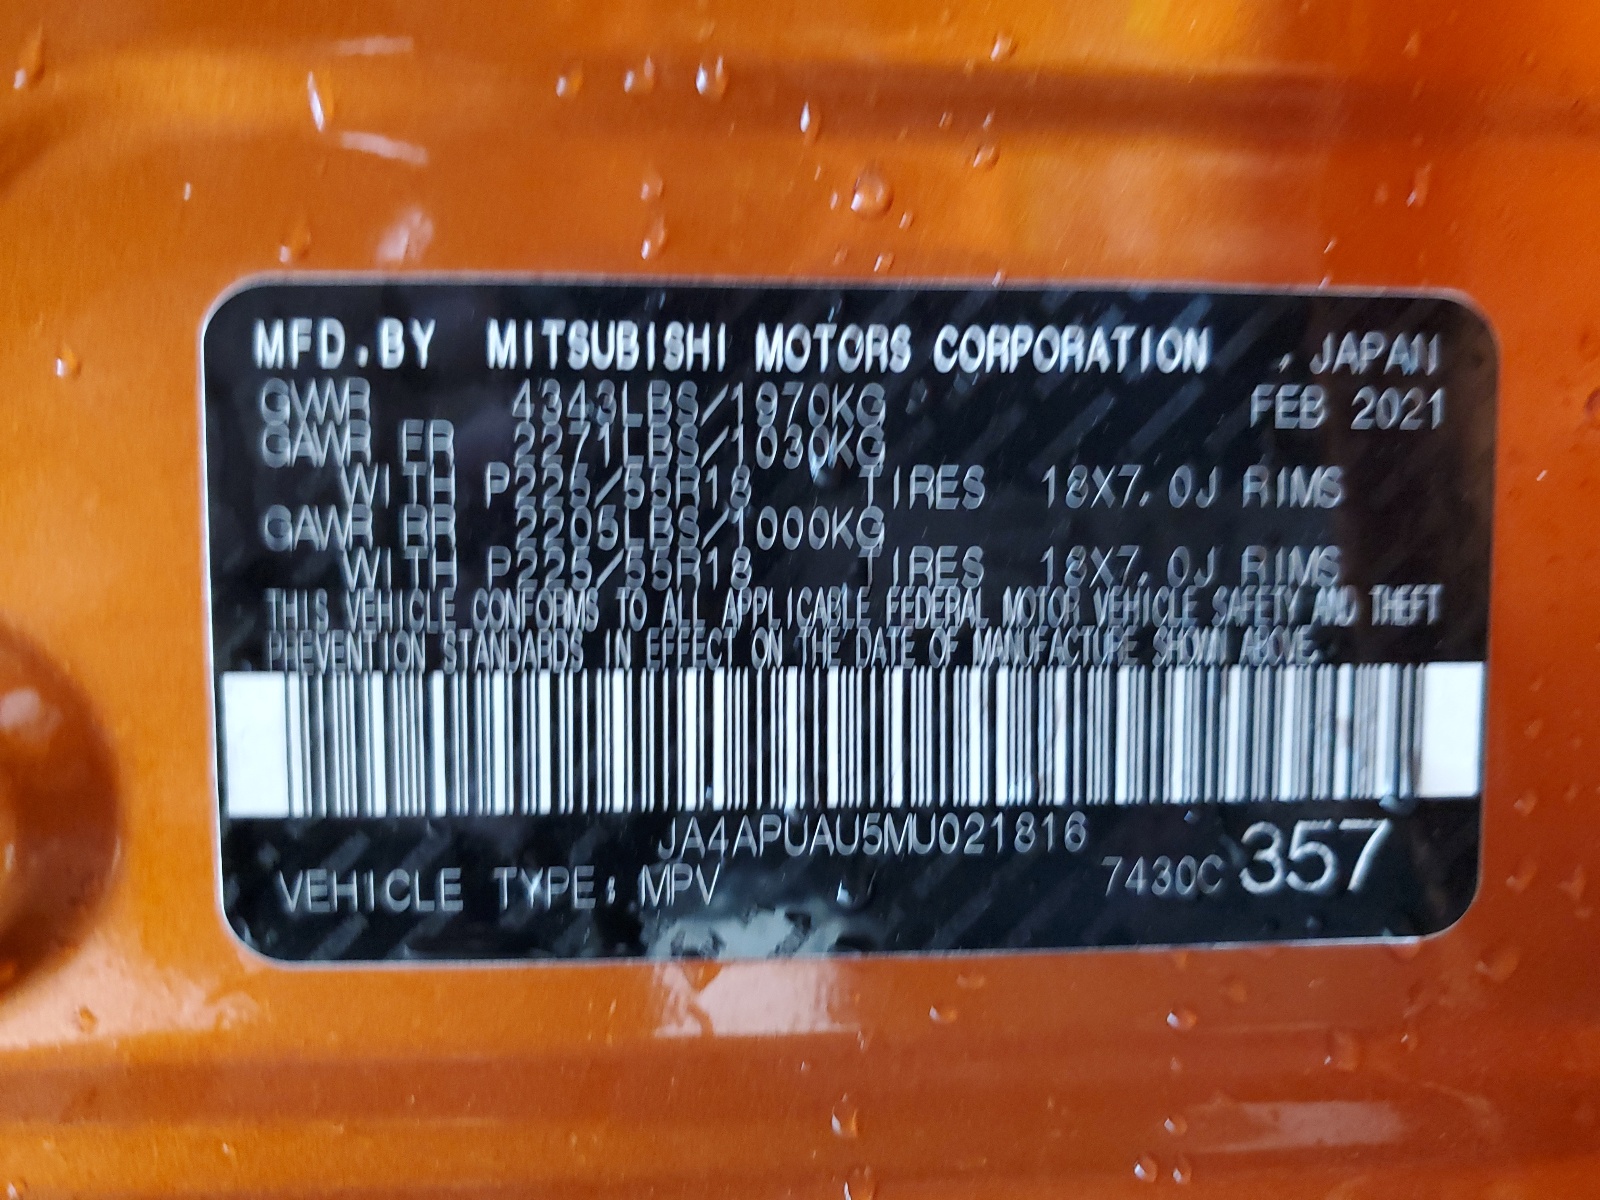 MFD.BY MITSUBISHI MOTORS CORPORATION , JAPAN
GVWR 4343LBS/1970KG FEB 2021
GAWR FR 2271LBS/1030KG
WITH P225/55R18 TIRES 18X7.0J RIMS
GAWR RR 2205LBS/1000KG
WITH P225/55R18 TIRES 18X7.0J RIMS
THIS VEHICLE CONFORMS TO ALL APPLICABLE FEDERAL MOTOR VEHICLE SAFETY AND THEFT
PREVENTION STANDARDS IN EFFECT ON THE DATE OF MANUFACTURE SHOWN ABOVE.
JA4APUAU5MU021816
VEHICLE TYPE: MPV 7430C 357